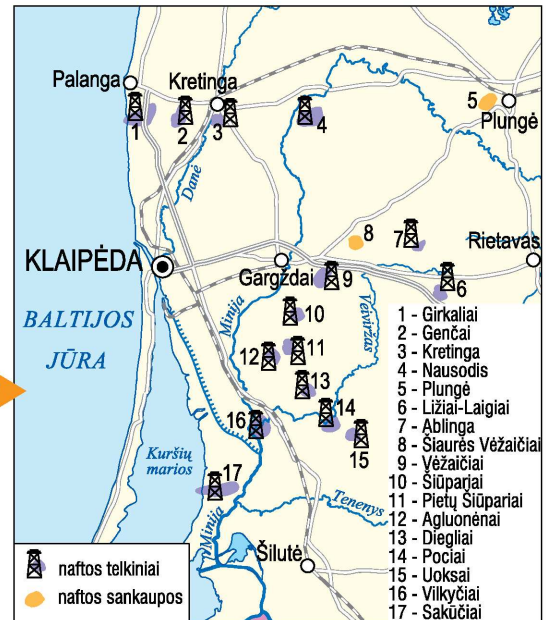 Palanga
Kretinga
1
2
3
4
5
Plungė
Danė
KLAIPĖDA
8
7
Rietavas
Gargždai
9
6
BALTIJOS
JŪRA
Minija
Veiviržas
10
11
12
13
14
15
16
17
Kuršių
marios
Minija
Tenenys
Šilutė
1 - Girkaliai
2 - Genčai
3 - Kretinga
4 - Nausodis
5 - Plungė
6 - Ližiai-Laigiai
7 - Ablinga
8 - Šiaurės Vėžaičiai
9 - Vėžaičiai
10 - Šiūpariai
11 - Pietų Šiūpariai
12 - Agluonėnai
13 - Diegliai
14 - Pociai
15 - Uoksai
16 - Vilkyčiai
17 - Sakūčiai
naftos telkiniai
naftos sankaupos